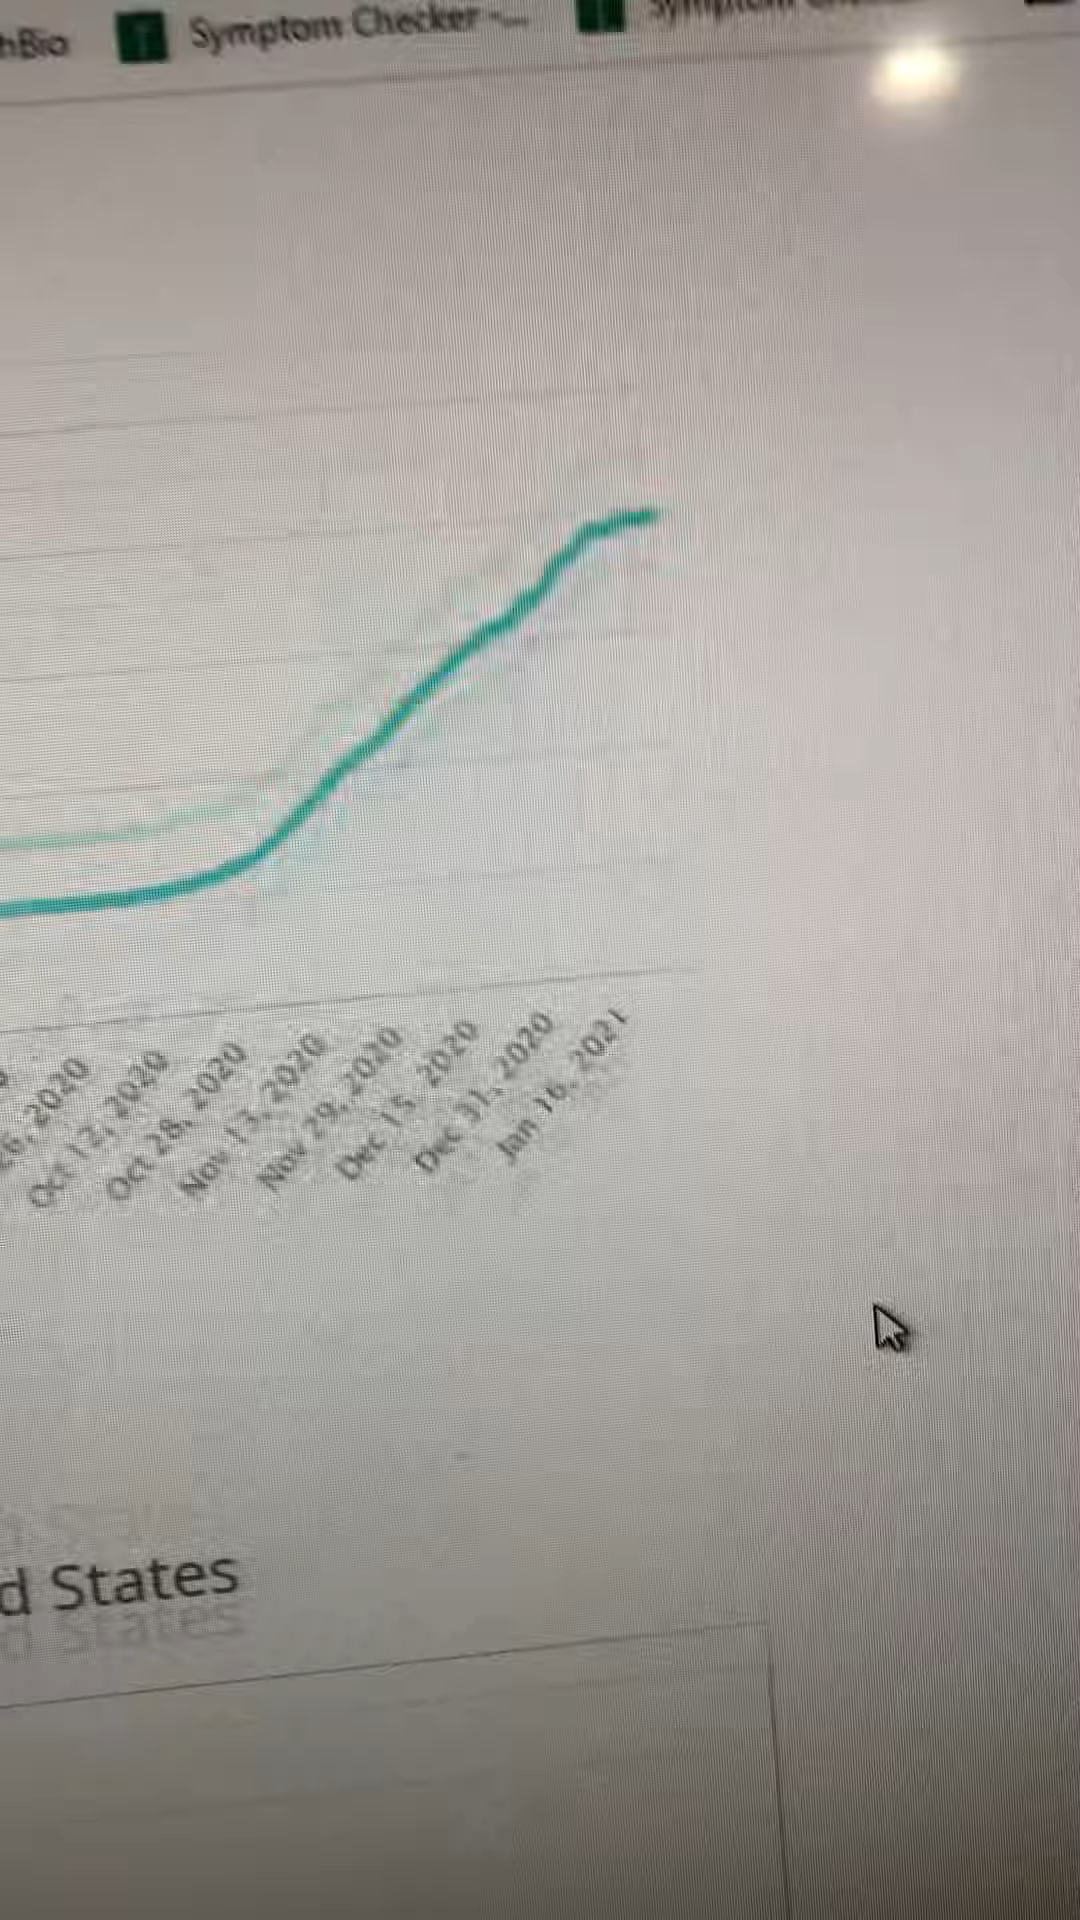 Symptom Checker -...
Oct 12, 2020
Oct 28, 2020
Nov 13, 2020
Nov 29, 2020
Dec 15, 2020
Dec 31, 2020
Jan 16, 2021
d States